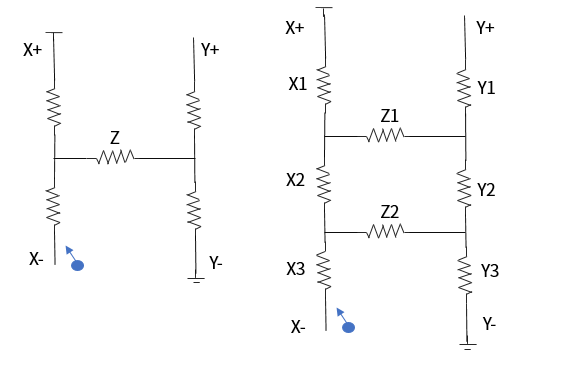 X+ Y+
Z
X- Y-
X+ Y+
X1 Y1
Z1
X2 Y2
Z2
X3 Y3
X- Y-